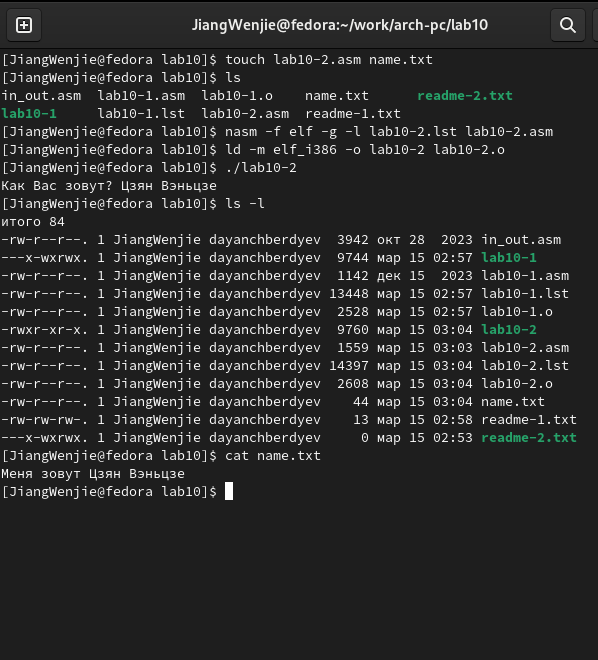 JiangWenjie@fedora:~/work/arch-pc/lab10
[JiangWenjie@fedora lab10]$ touch lab10-2.asm name.txt
[JiangWenjie@fedora lab10]$ ls
in_out.asm  lab10-1.asm  lab10-1.o    name.txt      readme-2.txt
lab10-1     lab10-1.lst  lab10-2.asm  readme-1.txt
[JiangWenjie@fedora lab10]$ nasm -f elf -g -l lab10-2.lst lab10-2.asm
[JiangWenjie@fedora lab10]$ ld -m elf_i386 -o lab10-2 lab10-2.o
[JiangWenjie@fedora lab10]$ ./lab10-2
Как Вас зовут? Цзян Вэньцзе
[JiangWenjie@fedora lab10]$ ls -l
итого 84
-rw-r--r--. 1 JiangWenjie dayanchberdyev  3942 окт 28  2023 in_out.asm
---x-wxrwx. 1 JiangWenjie dayanchberdyev  9744 мар 15 02:57 lab10-1
-rw-r--r--. 1 JiangWenjie dayanchberdyev  1142 дек 15  2023 lab10-1.asm
-rw-r--r--. 1 JiangWenjie dayanchberdyev 13448 мар 15 02:57 lab10-1.lst
-rw-r--r--. 1 JiangWenjie dayanchberdyev  2528 мар 15 02:57 lab10-1.o
-rwxr-xr-x. 1 JiangWenjie dayanchberdyev  9760 мар 15 03:04 lab10-2
-rw-r--r--. 1 JiangWenjie dayanchberdyev  1559 мар 15 03:03 lab10-2.asm
-rw-r--r--. 1 JiangWenjie dayanchberdyev 14397 мар 15 03:04 lab10-2.lst
-rw-r--r--. 1 JiangWenjie dayanchberdyev  2608 мар 15 03:04 lab10-2.o
-rw-r--r--. 1 JiangWenjie dayanchberdyev    44 мар 15 03:04 name.txt
-rw-rw-rw-. 1 JiangWenjie dayanchberdyev    13 мар 15 02:58 readme-1.txt
---x-wxrwx. 1 JiangWenjie dayanchberdyev     0 мар 15 02:53 readme-2.txt
[JiangWenjie@fedora lab10]$ cat name.txt
Меня зовут Цзян Вэньцзе
[JiangWenjie@fedora lab10]$